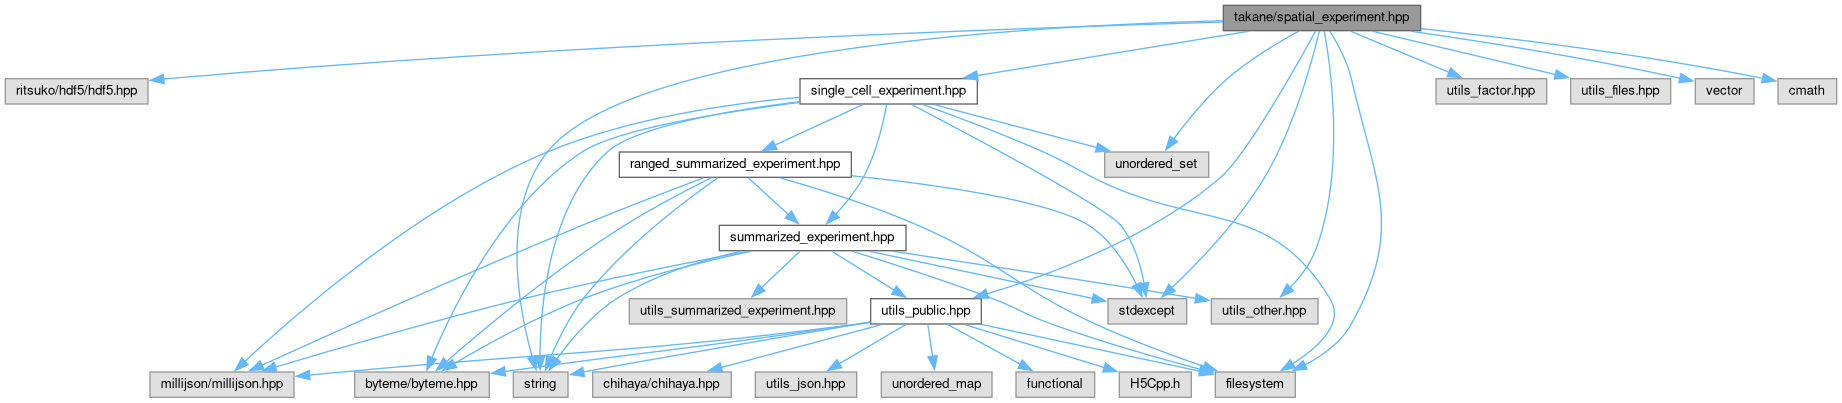 takane/spatial_experiment.hpp
ritsuko/hdf5/hdf5.hpp
single_cell_experiment.hpp
utils_factor.hpp
utils_files.hpp
vector
cmath
ranged_summarized_experiment.hpp
unordered_set
summarized_experiment.hpp
utils_summarized_experiment.hpp
utils_public.hpp
stdexcept
utils_other.hpp
millijson/millijson.hpp
byteme/byteme.hpp
string
chihaya/chihaya.hpp
utils_json.hpp
unordered_map
functional
H5Cpp.h
filesystem